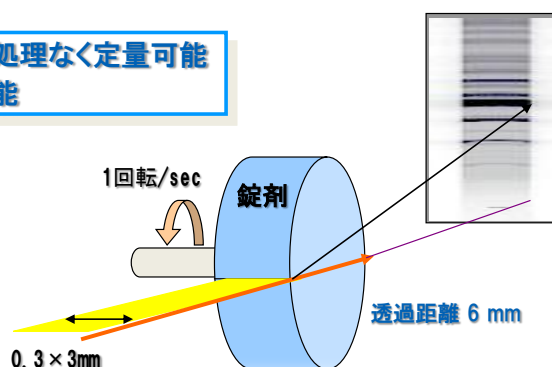 処理なく定量可能
能
1回転/sec
錠剤
透過距離 6 mm
0.3×3mm